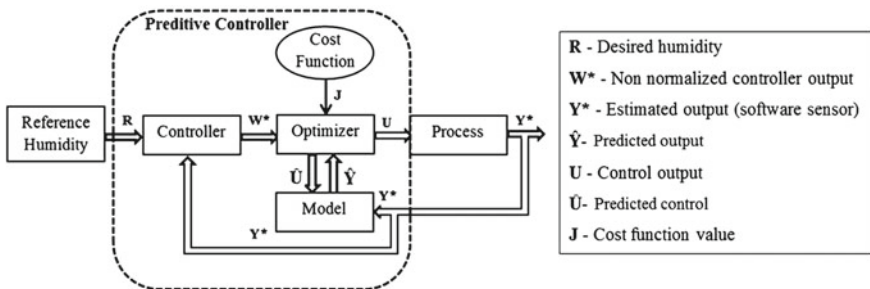 Preditive Controller
Cost
Function
J
Reference
Humidity
R
Controller
W*
Optimizer
U
Process
Y*
Û
Ŷ
Model
Y*
Y*
R - Desired humidity
W* - Non normalized controller output
Y* - Estimated output (software sensor)
Ŷ- Predicted output
U - Control output
Û- Predicted control
J - Cost function value